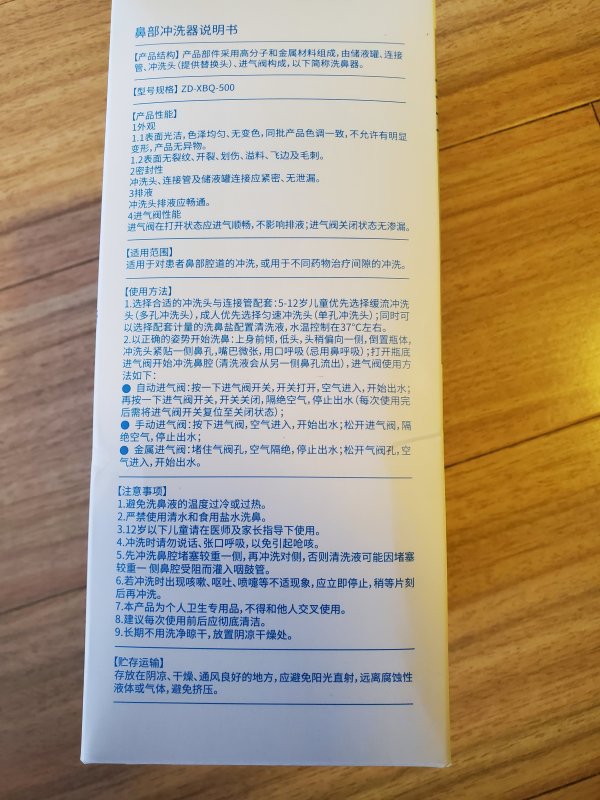 鼻部冲洗器说明书
【产品结构】产品部件采用高分子和金属材料组成，由储液罐、连接
管、冲洗头(提供替换头)、进气阀构成，以下简称洗鼻器。
【型号规格】ZD-XBQ-500
【产品性能】
1外观
1.1表面光洁，色泽均匀、无变色，同批产品色调一致，不允许有明显
变形，产品无异物。
1.2表面无裂纹、开裂、划伤、溢料、飞边及毛刺。
2密封性
冲洗头、连接管及储液罐连接应紧密、无泄漏。
3排液
冲洗头排液应畅通。
4进气阀性能
进气阀在打开状态应进气顺畅，不影响排液；进气阀关闭状态无渗漏。
【适用范围】
适用于对患者鼻部腔道的冲洗，或用于不同药物治疗间隙的冲洗。
【使用方法】
1.选择合适的冲洗头与连接管配套：5-12岁儿童优先选择缓流冲洗
头(多孔冲洗头)，成人优先选择匀速冲洗头(单孔冲洗头)；同时可
以选择配套计量的洗鼻盐配置清洗液，水温控制在37℃左右。
2.以正确的姿势开始洗鼻：上身前倾，低头，头稍偏向一侧，倒置瓶体，
冲洗头紧贴一侧鼻孔，嘴巴微张，用口呼吸(忌用鼻呼吸)；打开瓶底
进气阀开始冲洗鼻腔(清洗液会从另一侧鼻孔流出)，进气阀使用方
法如下：
● 自动进气阀：按一下进气阀开关，开关打开，空气进入，开始出水；
再按一下进气阀开关，开关关闭，隔绝空气，停止出水(每次使用完
后需将进气阀开关复位至关闭状态)；
● 手动进气阀：按下进气阀，空气进入，开始出水；松开进气阀，隔
绝空气，停止出水；
● 金属进气阀：堵住气阀孔，空气隔绝，停止出水；松开气阀孔，空
气进入，开始出水。
【注意事项】
1.避免洗鼻液的温度过冷或过热。
2.严禁使用清水和食用盐水洗鼻。
3.12岁以下儿童请在医师及家长指导下使用。
4.冲洗时请勿说话、张口呼吸，以免引起呛咳。
5.先冲洗鼻腔堵塞较重一侧，再冲洗对侧，否则清洗液可能因堵塞
较重一侧鼻腔受阻而灌入咽鼓管。
6.若冲洗时出现咳嗽、呕吐、喷嚏等不适现象，应立即停止，稍等片刻
后再冲洗。
7.本产品为个人卫生专用品，不得和他人交叉使用。
8.建议每次使用前后应彻底清洁。
9.长期不用洗净晾干，放置阴凉干燥处。
【贮存运输】
存放在阴凉、干燥、通风良好的地方，应避免阳光直射，远离腐蚀性
液体或气体，避免挤压。